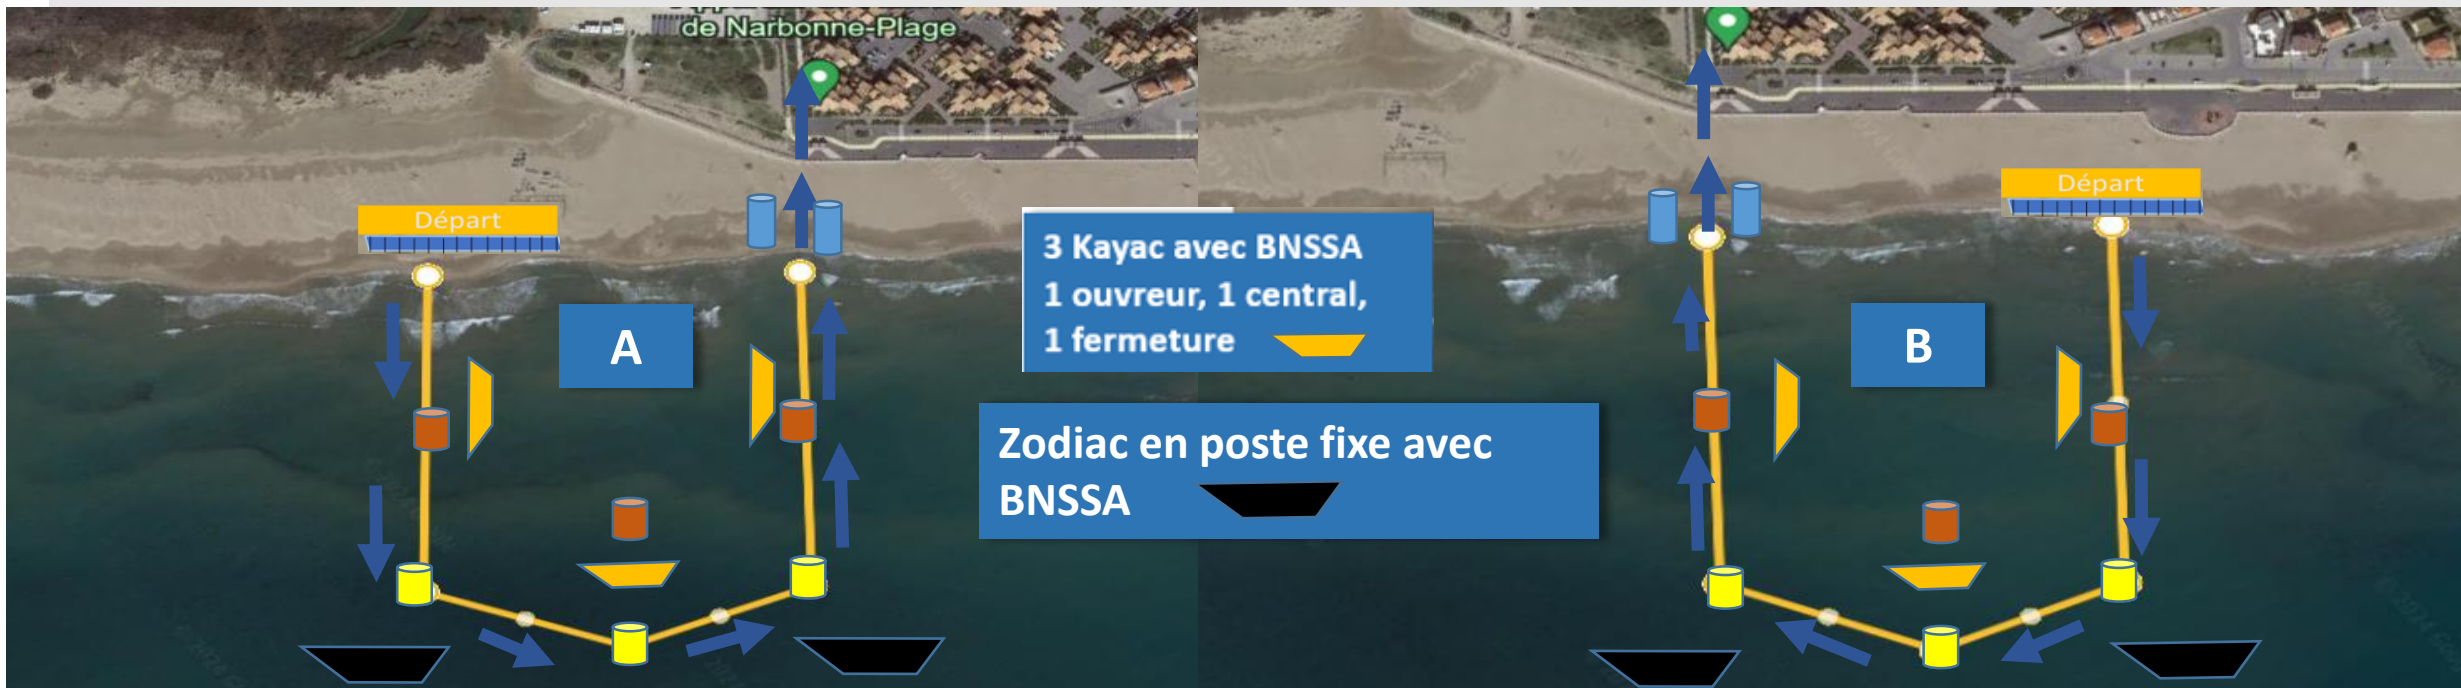 de Narbonne-Plage
Départ
Départ
3 Kayac avec BNSSA
1 ouvreur, 1 central,
1 fermeture
A
B
Zodiac en poste fixe avec
BNSSA